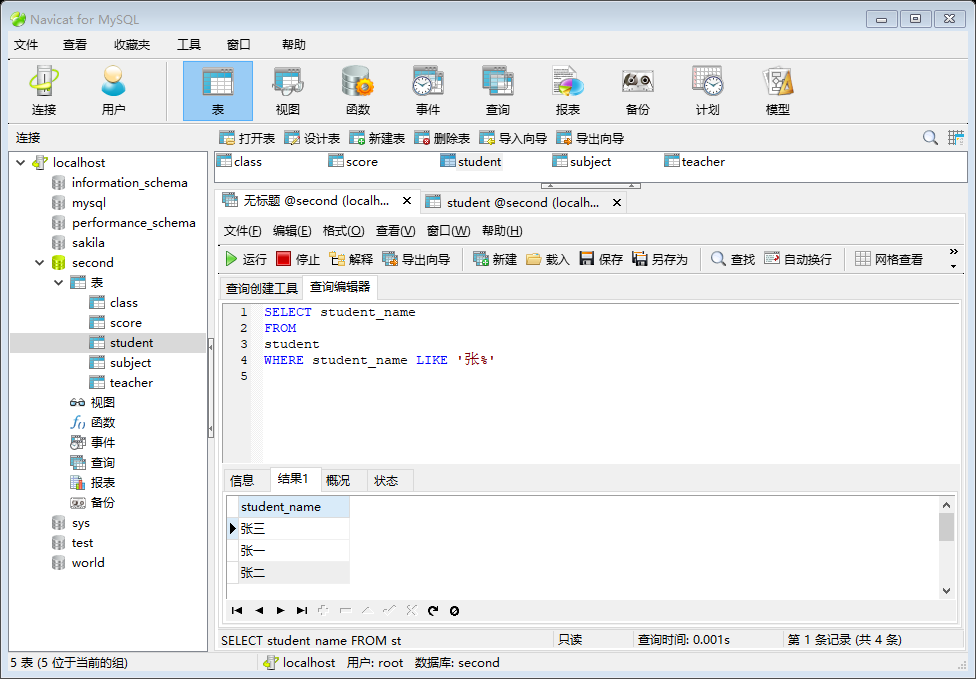 Navicat for MySQL
文件 查看 收藏夹 工具 窗口 帮助
连接 用户 表 视图 函数 事件 查询 报表 备份 计划 模型
连接
打开表 设计表 新建表 删除表 导入向导 导出向导
class score student subject teacher
localhost
information_schema
mysql
performance_schema
sakila
second
表
class
score
student
subject
teacher
视图
函数
事件
查询
报表
备份
sys
test
world
无标题 @second (localh... student @second (localh...
文件(F) 编辑(E) 格式(O) 查看(V) 窗口(W) 帮助(H)
运行 停止 解释 导出向导 新建 载入 保存 另存为 查找 自动换行 网格查看 »
查询创建工具 查询编辑器
1 SELECT student_name
2 FROM
3 student
4 WHERE student_name LIKE '张%'
5
信息 结果1 概况 状态
student_name
张三
张一
张二
SELECT student_name FROM st 只读 查询时间: 0.001s 第 1 条记录 (共 4 条)
5 表 (5 位于当前的组) localhost 用户: root 数据库: second